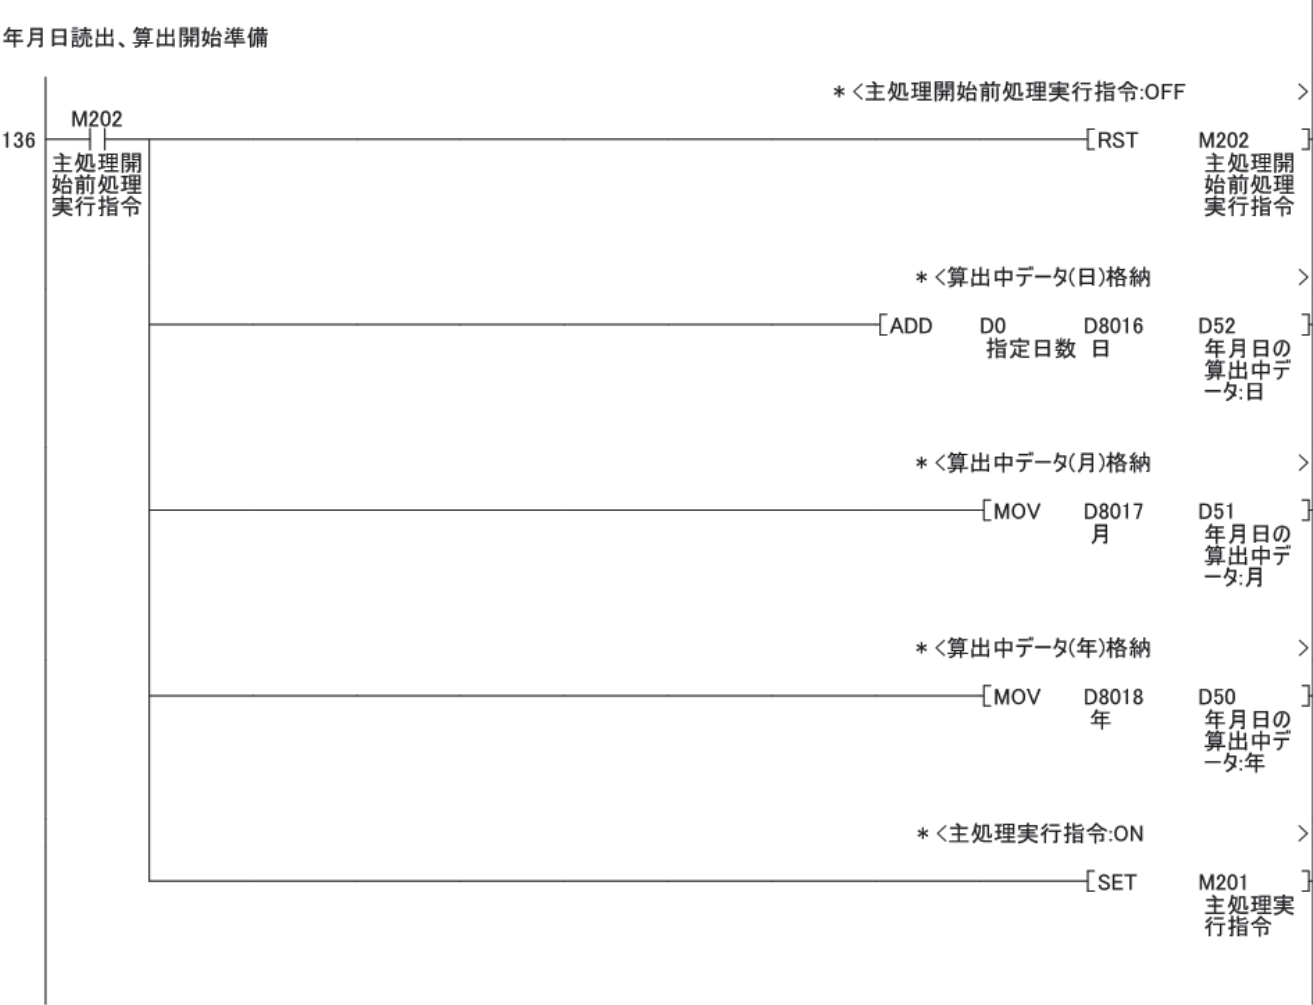 年月日読出、算出開始準備
*<主処理開始前処理実行指令:OFF >
M202
136 [RST M202 ]
主処理開
始前処理
実行指令
主処理開
始前処理
実行指令
*<算出中データ(日)格納 >
[ADD D0 D8016 D52 ]
指定日数 日 年月日の
算出中デ
ータ:日
*<算出中データ(月)格納 >
[MOV D8017 D51 ]
月 年月日の
算出中デ
ータ:月
*<算出中データ(年)格納 >
[MOV D8018 D50 ]
年 年月日の
算出中デ
ータ:年
*<主処理実行指令:ON >
[SET M201 ]
主処理実
行指令